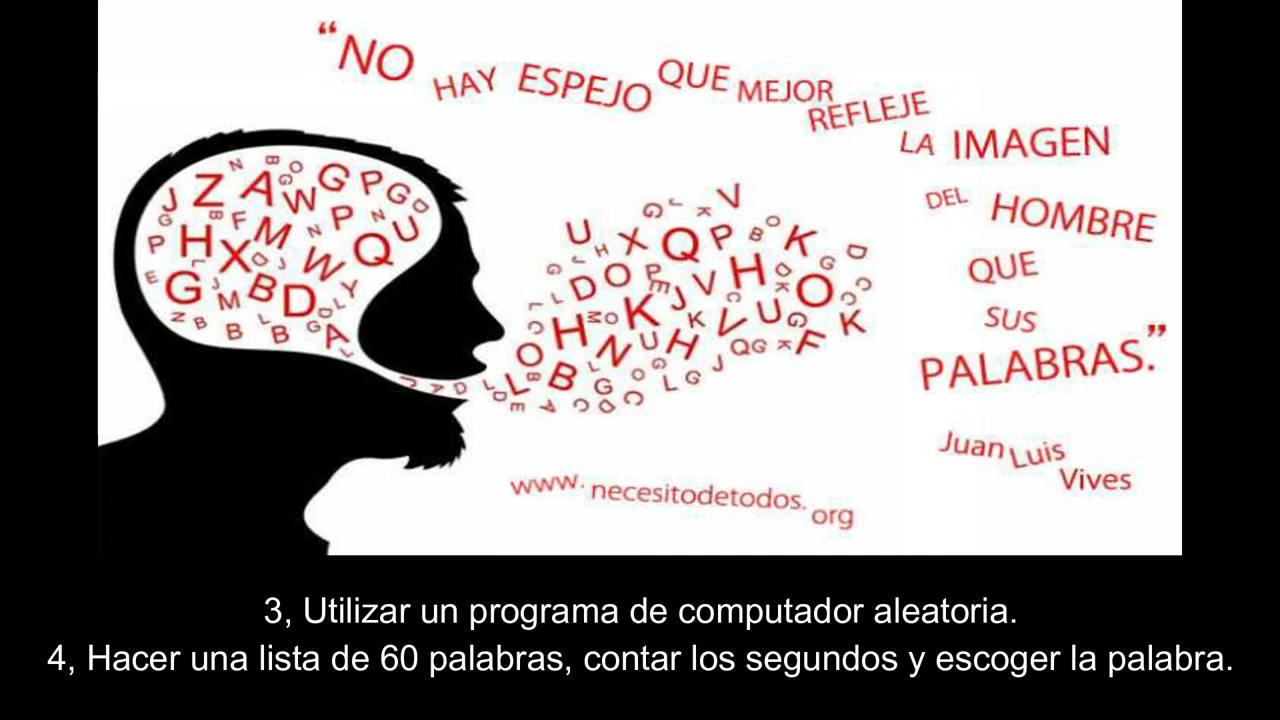 “NO HAY ESPEJO QUE MEJOR REFLEJE
LA IMAGEN
DEL HOMBRE
QUE
SUS
PALABRAS.”
Juan Luis
Vives
www.necesitodetodos.org
3, Utilizar un programa de computador aleatoria.
4, Hacer una lista de 60 palabras, contar los segundos y escoger la palabra.